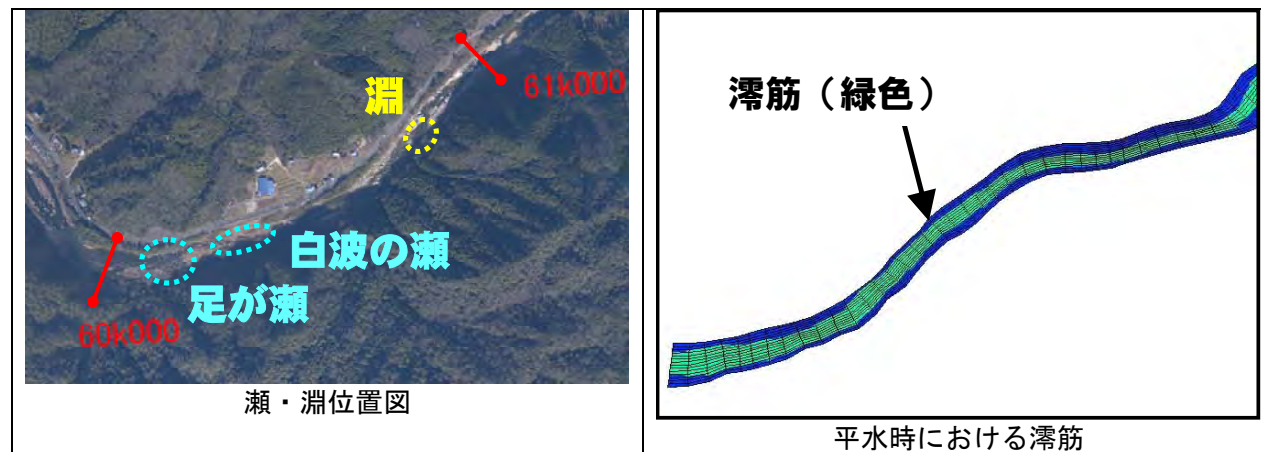 淵
61k000
白波の瀬
足が瀬
60k000
瀬・淵位置図
澪筋（緑色）
平水時における澪筋